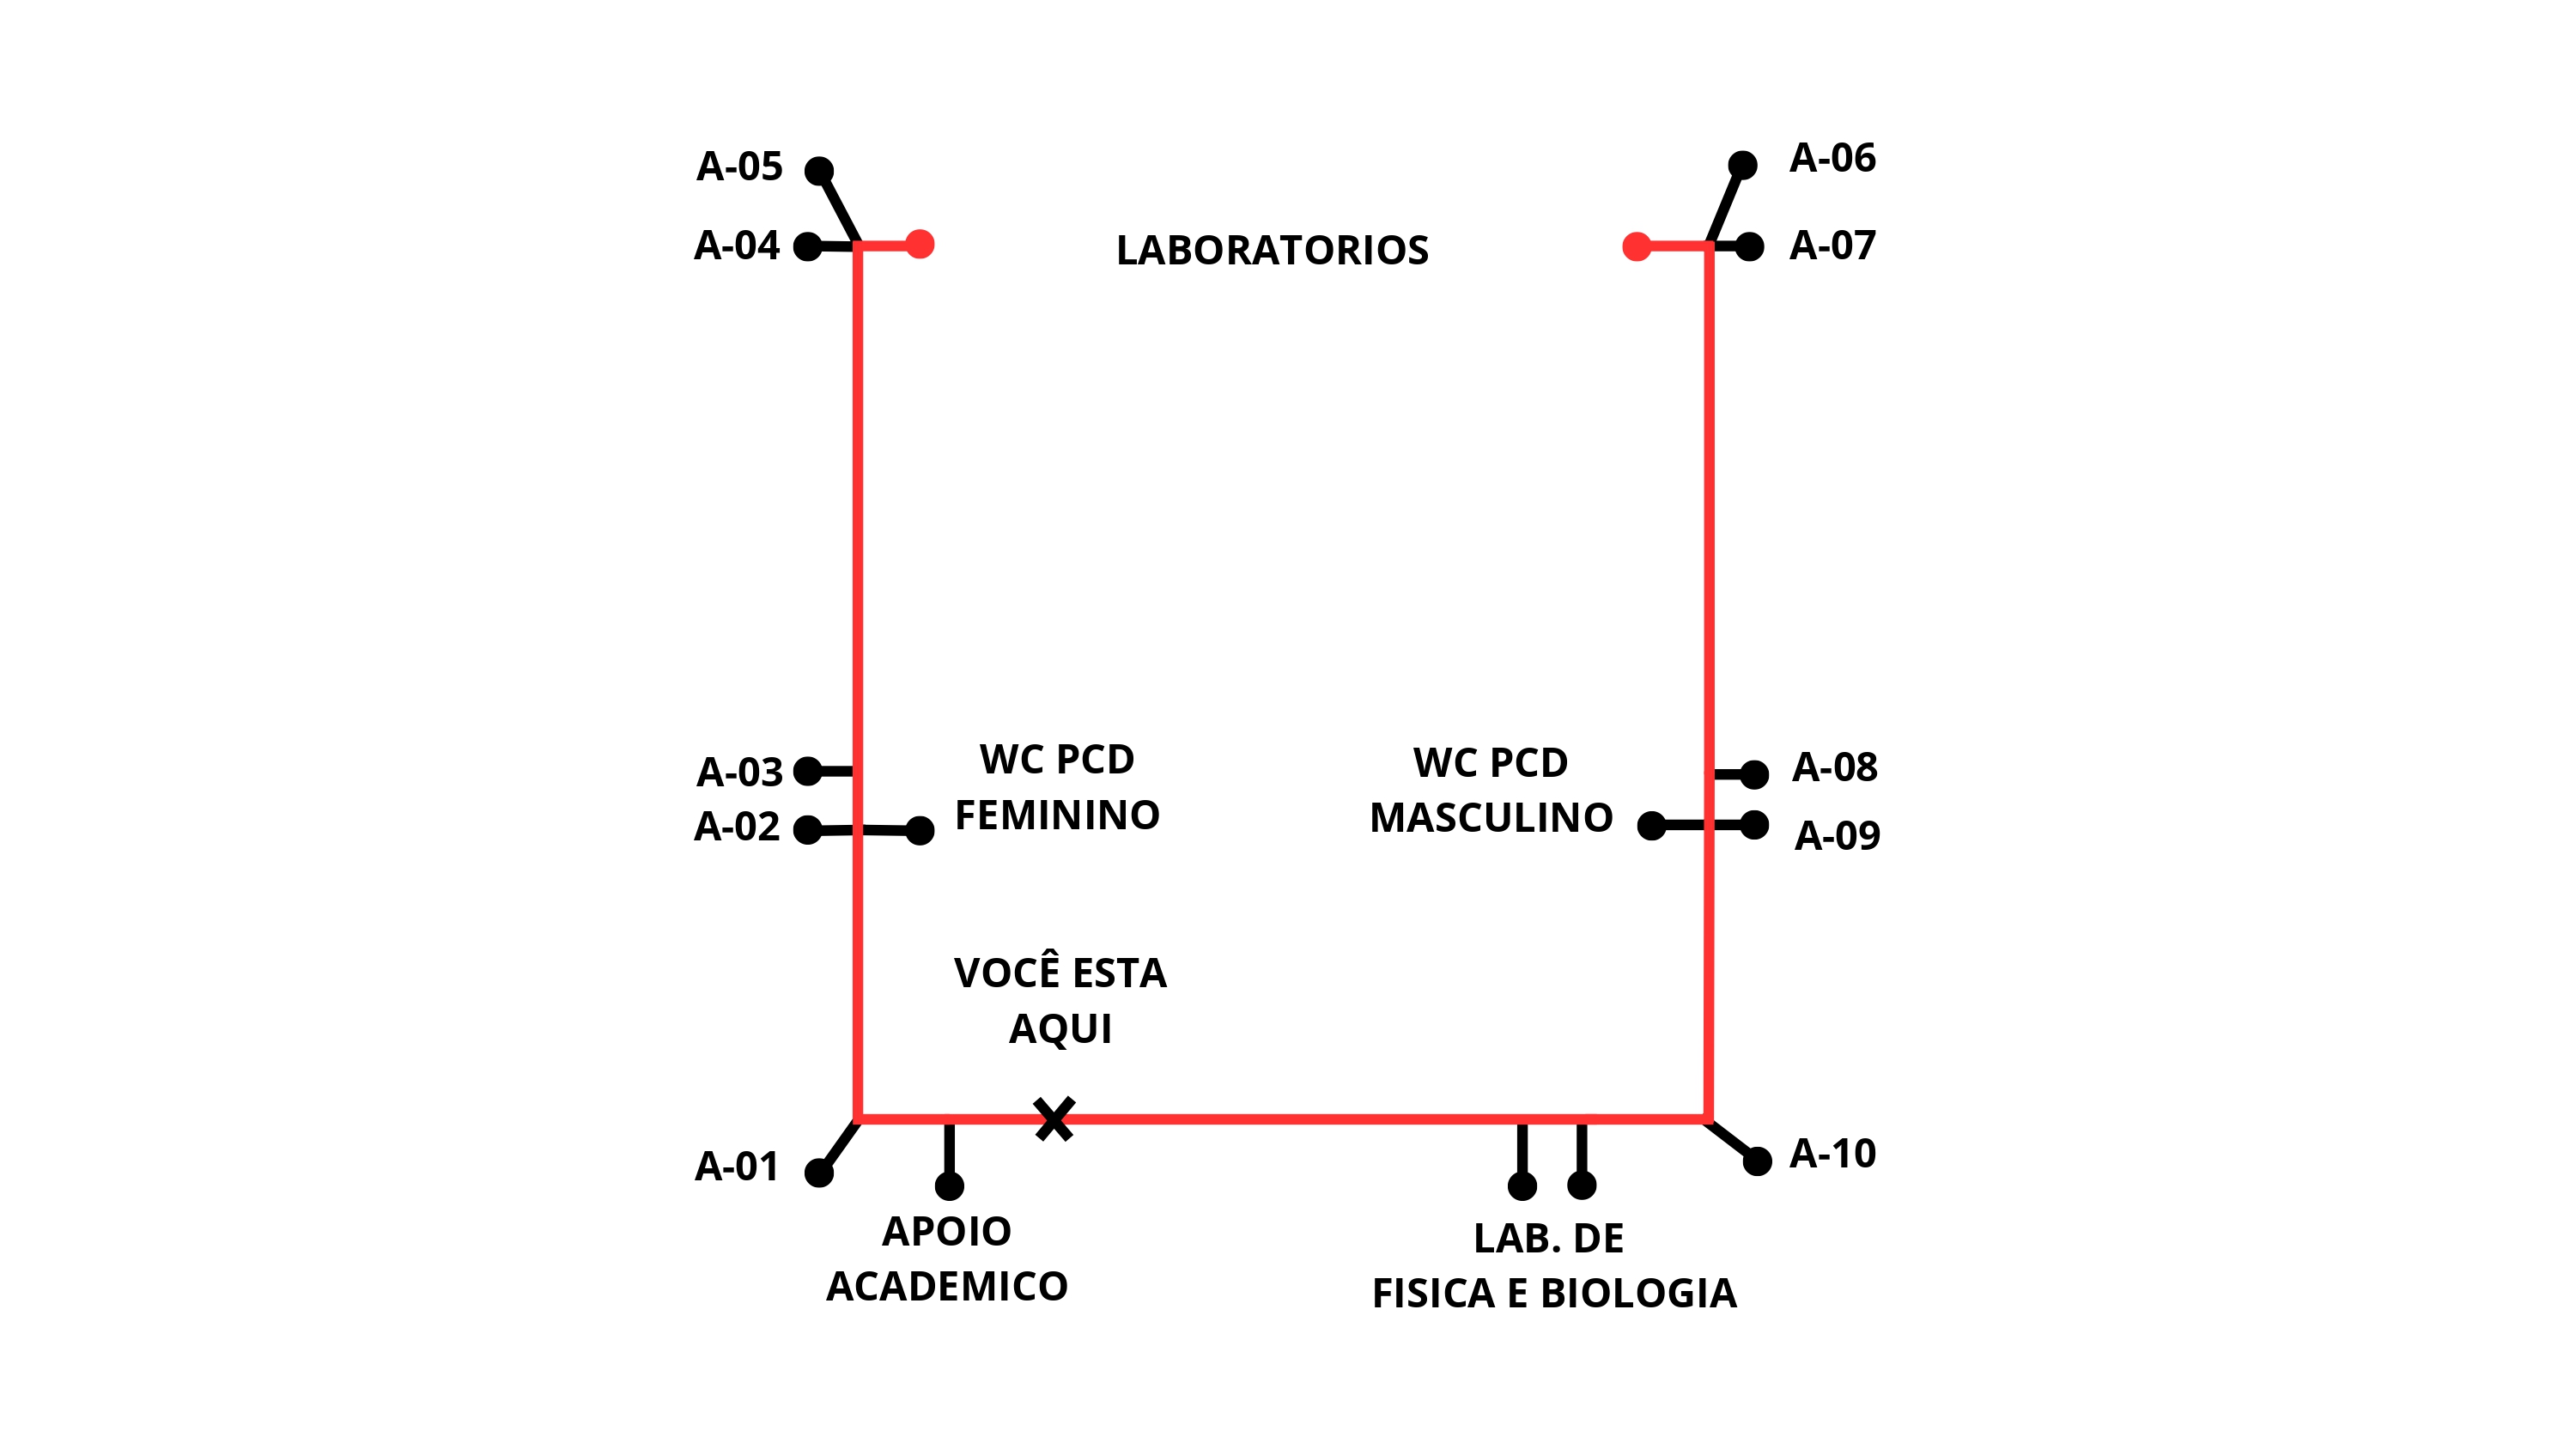 A-05
A-06
A-04
LABORATORIOS
A-07
A-03
WC PCD
FEMININO
WC PCD
MASCULINO
A-08
A-02
A-09
VOCÊ ESTA
AQUI
A-01
A-10
APOIO
ACADEMICO
LAB. DE
FISICA E BIOLOGIA